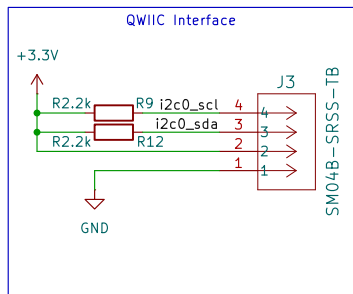 QWIIC Interface
+3.3V
J3
R2.2k R9 i2c0_scl 4 4
i2c0_sda 3 3
R2.2k R12 2 2
1 1
GND
SM04B-SRSS-TB